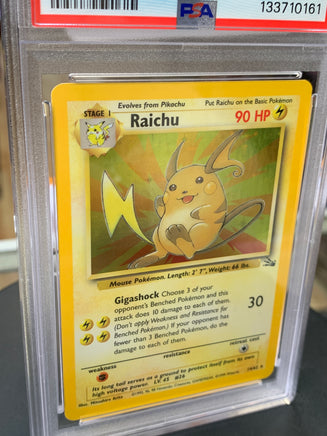 PSA
133710161
Evolves from Pikachu Put Raichu on the Basic Pokémon
STAGE 1
Raichu 90 HP
Mouse Pokémon. Length: 2' 7", Weight: 66 lbs.
Gigashock Choose 3 of your
opponent's Benched Pokémon and this
attack does 10 damage to each of them.
(Don't apply Weakness and Resistance for
Benched Pokémon.) If your opponent has
fewer than 3 Benched Pokémon, do the
damage to each of them.
30
weakness resistance retreat cost
Its long tail serves as a ground to protect itself from its own
high voltage power. LV. 45 #26